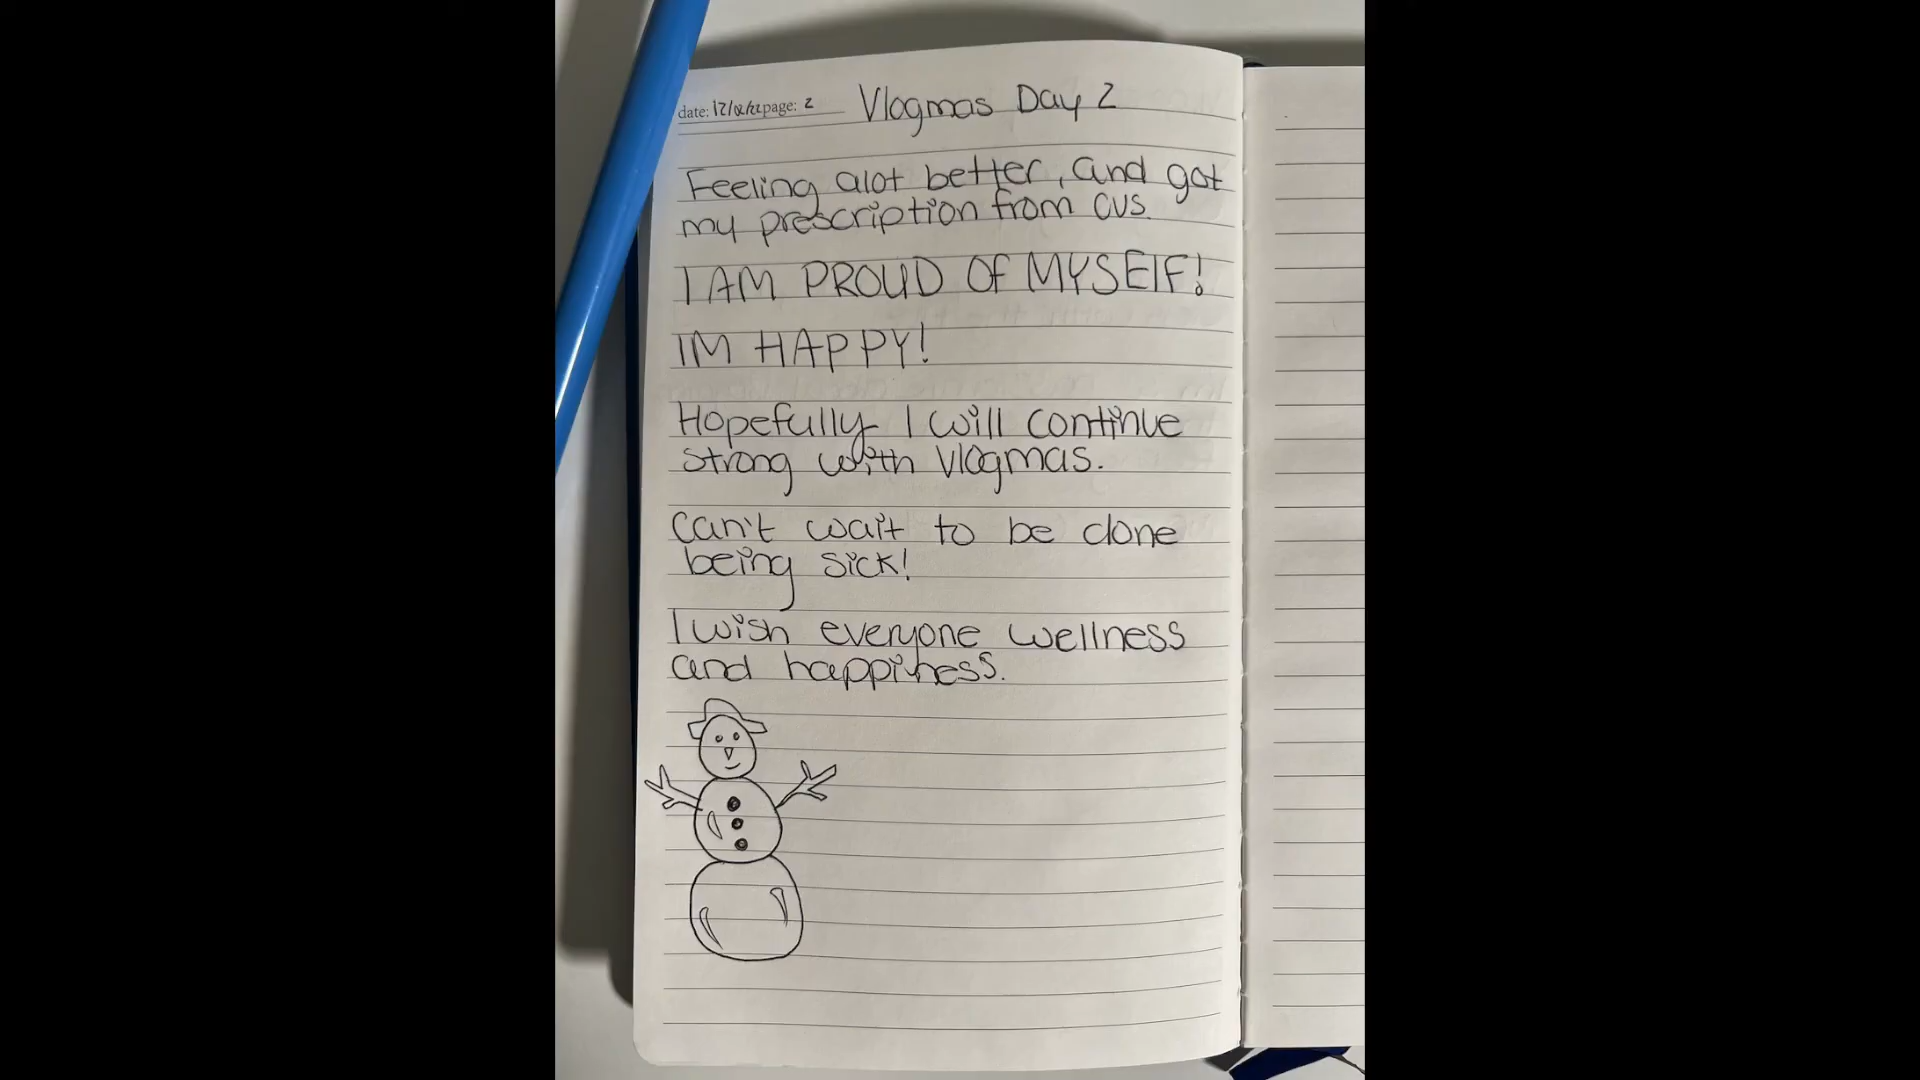 date: page: 2 Vlogmas Day 2
Feeling alot better, and got
my prescription from CVS.
I AM PROUD OF MYSElF!
IM HAPPY!
Hopefully I will continue
strong with Vlogmas.
Can't wait to be done
being sick!
I wish everyone wellness
and happiness.